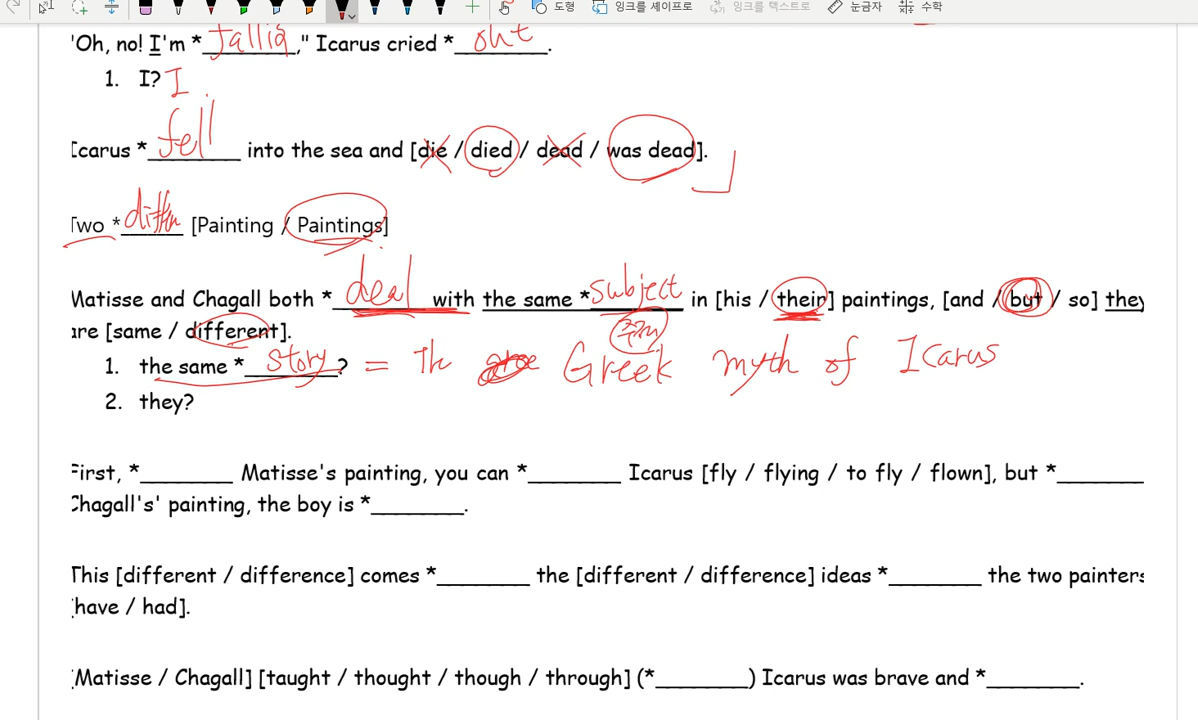 도형 잉크를 셰이프로 잉크를 텍스트로 눈금자 수학
'Oh, no! I'm *fallig," Icarus cried *out.
1. I? I
Icarus *fell into the sea and [die / died / dead / was dead].
Two *differ [Painting / Paintings]
Matisse and Chagall both *deal with the same *subject in [his / their] paintings, [and / but / so] they
are [same / different]. 주제
1. the same *story? = The Greek myth of Icarus
2. they?
First, *________ Matisse's painting, you can *________ Icarus [fly / flying / to fly / flown], but *________
Chagall's' painting, the boy is *________.
This [different / difference] comes *________ the [different / difference] ideas *________ the two painters
[have / had].
[Matisse / Chagall] [taught / thought / though / through] (*________) Icarus was brave and *________.